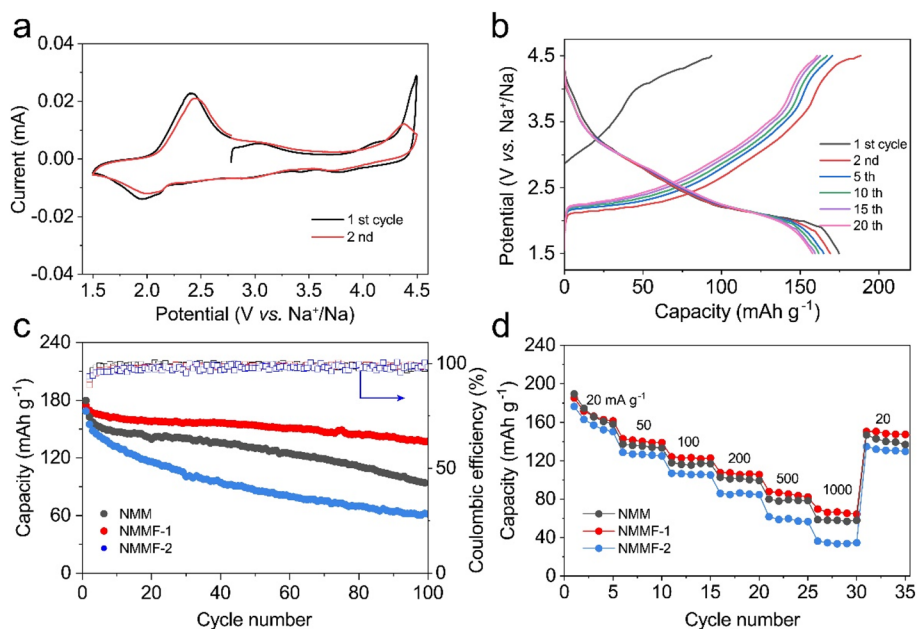 a
0.04
0.02
0.00
-0.02
-0.04
Current (mA)
1 st cycle
2 nd
1.5 2.0 2.5 3.0 3.5 4.0 4.5
Potential (V vs. Na⁺/Na)
b
4.5
3.5
2.5
1.5
Potential (V vs. Na⁺/Na)
1 st cycle
2 nd
5 th
10 th
15 th
20 th
0 50 100 150 200
Capacity (mAh g⁻¹)
c
240
180
120
60
0
Capacity (mAh g⁻¹)
NMM
NMMF-1
NMMF-2
100
50
0
Coulombic efficiency (%)
0 20 40 60 80 100
Cycle number
d
240
200
160
120
80
40
0
Capacity (mAh g⁻¹)
20 mA g⁻¹
50
100
200
500
1000
20
NMM
NMMF-1
NMMF-2
0 5 10 15 20 25 30 35
Cycle number